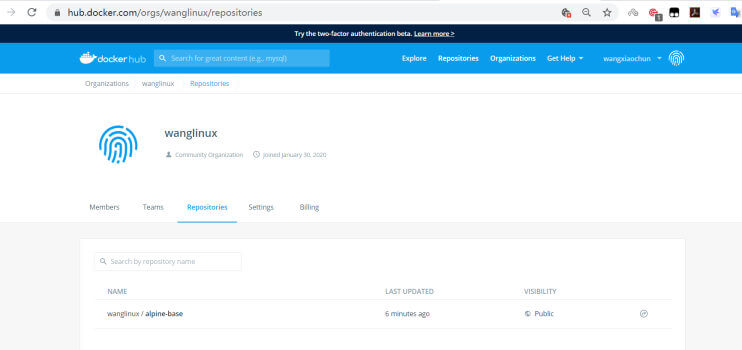 hub.docker.com/orgs/wanglinux/repositories
1
Try the two-factor authentication beta. Learn more >
dockerhub Search for great content (e.g., mysql) Explore Repositories Organizations Get Help wangxiaochun
Organizations wanglinux Repositories
wanglinux
Community Organization Joined January 30, 2020
Members Teams Repositories Settings Billing
Search by repository name
NAME LAST UPDATED VISIBILITY
wanglinux / alpine-base 6 minutes ago Public